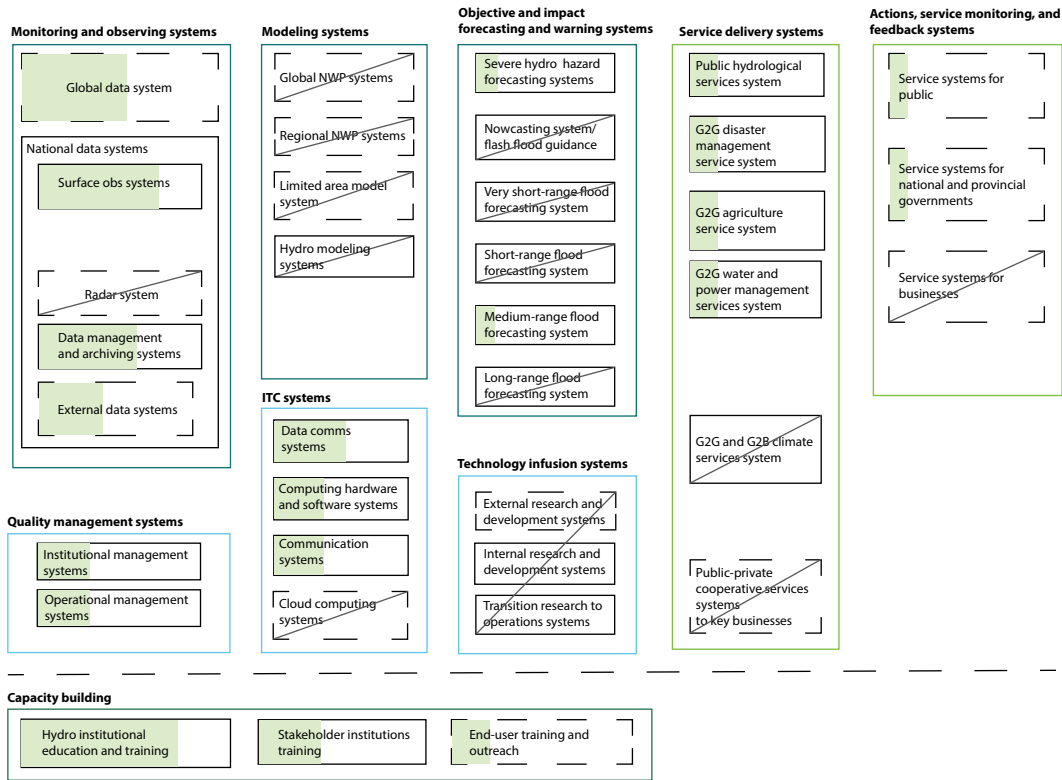 Monitoring and observing systems
Global data system
National data systems
Surface obs systems
Radar system
Data management
and archiving systems
External data systems
Quality management systems
Institutional management
systems
Operational management
systems
Modeling systems
Global NWP systems
Regional NWP systems
Limited area model
system
Hydro modeling
systems
ITC systems
Data comms
systems
Computing hardware
and software systems
Communication
systems
Cloud computing
systems
Objective and impact
forecasting and warning systems
Severe hydro hazard
forecasting systems
Nowcasting system/
flash flood guidance
Very short-range flood
forecasting system
Short-range flood
forecasting system
Medium-range flood
forecasting system
Long-range flood
forecasting system
Technology infusion systems
External research and
development systems
Internal research and
development systems
Transition research to
operations systems
Service delivery systems
Public hydrological
services system
G2G disaster
management
service system
G2G agriculture
service system
G2G water and
power management
services system
G2G and G2B climate
services system
Public-private
cooperative services
systems
to key businesses
Actions, service monitoring, and
feedback systems
Service systems for
public
Service systems for
national and provincial
governments
Service systems for
businesses
Capacity building
Hydro institutional
education and training
Stakeholder institutions
training
End-user training and
outreach